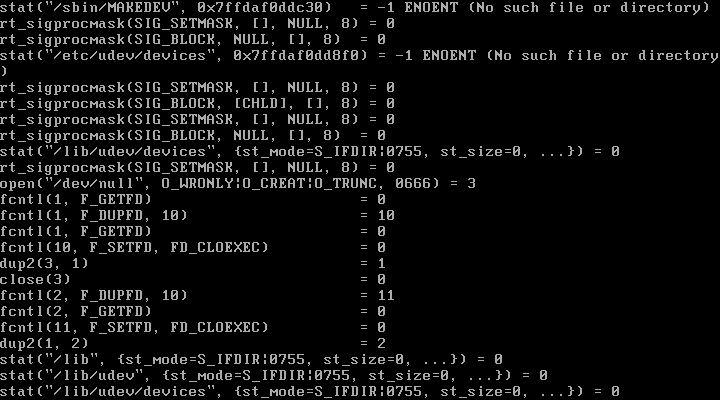 stat("/sbin/MAKEDEV", 0x7ffdaf0ddc30)   = -1 ENOENT (No such file or directory)
rt_sigprocmask(SIG_SETMASK, [], NULL, 8) = 0
rt_sigprocmask(SIG_BLOCK, NULL, [], 8)  = 0
stat("/etc/udev/devices", 0x7ffdaf0dd8f0) = -1 ENOENT (No such file or directory
)
rt_sigprocmask(SIG_SETMASK, [], NULL, 8) = 0
rt_sigprocmask(SIG_BLOCK, [CHLD], [], 8) = 0
rt_sigprocmask(SIG_SETMASK, [], NULL, 8) = 0
rt_sigprocmask(SIG_BLOCK, NULL, [], 8)  = 0
stat("/lib/udev/devices", {st_mode=S_IFDIR|0755, st_size=0, ...}) = 0
rt_sigprocmask(SIG_SETMASK, [], NULL, 8) = 0
open("/dev/null", O_WRONLY|O_CREAT|O_TRUNC, 0666) = 3
fcntl(1, F_GETFD)                       = 0
fcntl(1, F_DUPFD, 10)                   = 10
fcntl(1, F_GETFD)                       = 0
fcntl(10, F_SETFD, FD_CLOEXEC)          = 0
dup2(3, 1)                              = 1
close(3)                                = 0
fcntl(2, F_DUPFD, 10)                   = 11
fcntl(2, F_GETFD)                       = 0
fcntl(11, F_SETFD, FD_CLOEXEC)          = 0
dup2(1, 2)                              = 2
stat("/lib", {st_mode=S_IFDIR|0755, st_size=0, ...}) = 0
stat("/lib/udev", {st_mode=S_IFDIR|0755, st_size=0, ...}) = 0
stat("/lib/udev/devices", {st_mode=S_IFDIR|0755, st_size=0, ...}) = 0